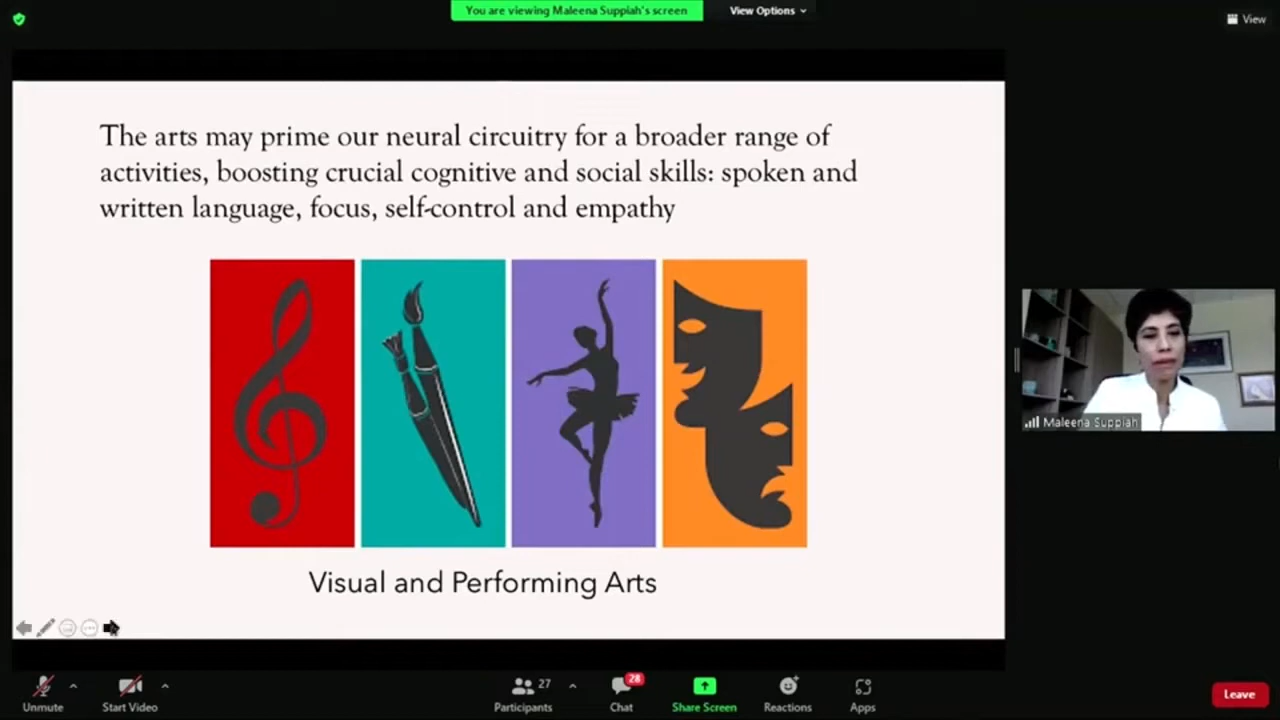 You are viewing Maleena Suppiah's screen
View Options
View
The arts may prime our neural circuitry for a broader range of
activities, boosting crucial cognitive and social skills: spoken and
written language, focus, self-control and empathy
Visual and Performing Arts
Maleena Suppiah
Unmute
Start Video
27
Participants
28
Chat
Share Screen
Reactions
Apps
Leave